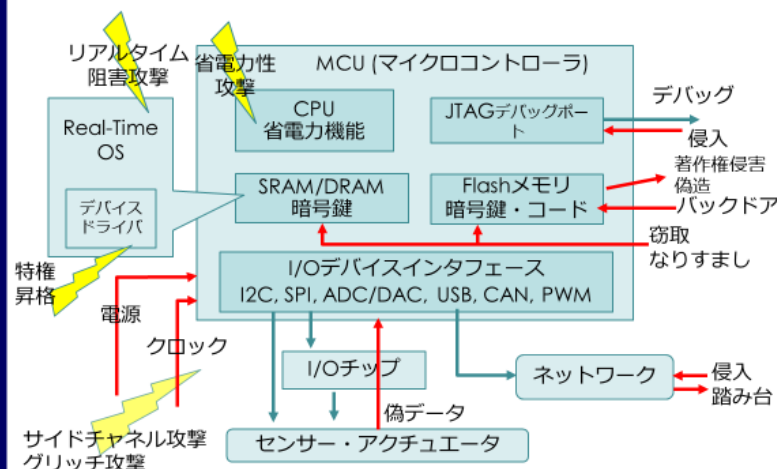 リアルタイム
阻害攻撃
省電力性
攻撃
MCU (マイクロコントローラ)
Real-Time
OS
デバイス
ドライバ
CPU
省電力機能
JTAGデバッグポー
ト
デバッグ
侵入
著作権侵害
偽造
バックドア
SRAM/DRAM
暗号鍵
Flashメモリ
暗号鍵・コード
窃取
なりすまし
特権
昇格
I/Oデバイスインタフェース
I2C, SPI, ADC/DAC, USB, CAN, PWM
電源
クロック
I/Oチップ
ネットワーク
侵入
踏み台
偽データ
サイドチャネル攻撃
グリッチ攻撃
センサー・アクチュエータ